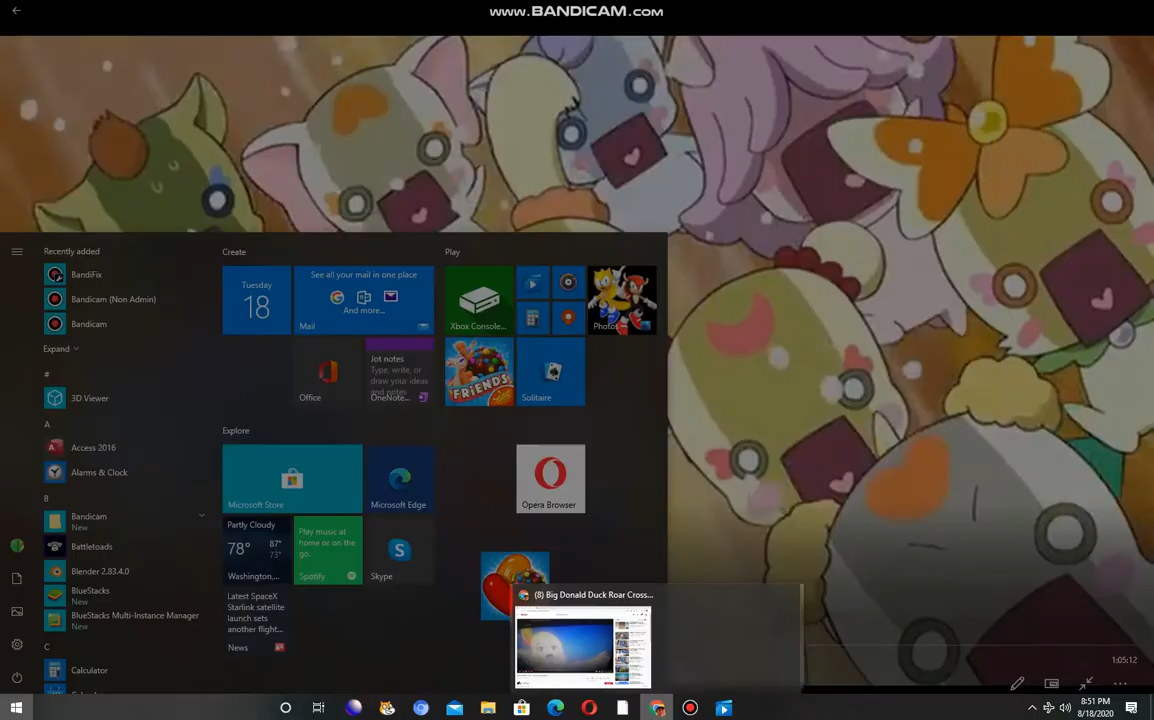 www.BANDICAM.com
Recently added
BandiFix
Bandicam (Non Admin)
Bandicam
Expand
#
3D Viewer
A
Access 2016
Alarms & Clock
B
Bandicam
New
Battletoads
Blender 2.83.4.0
BlueStacks
New
BlueStacks Multi-Instance Manager
New
C
Calculator
Create
Tuesday
18
See all your mail in one place
And more...
Mail
Office
Jot notes
Type, write, or
draw your ideas
and notes
OneNote...
Play
Xbox Console...
Photos
FRIENDS
Solitaire
Explore
Microsoft Store
Microsoft Edge
Opera Browser
Partly Cloudy
78°
87°
73°
Washington,...
Play music at
home or on the
go.
Spotify
Skype
Latest SpaceX
Starlink satellite
launch sets
another flight...
News
(8) Big Donald Duck Roar Cross...
1:05:12
8:51 PM
8/18/2020